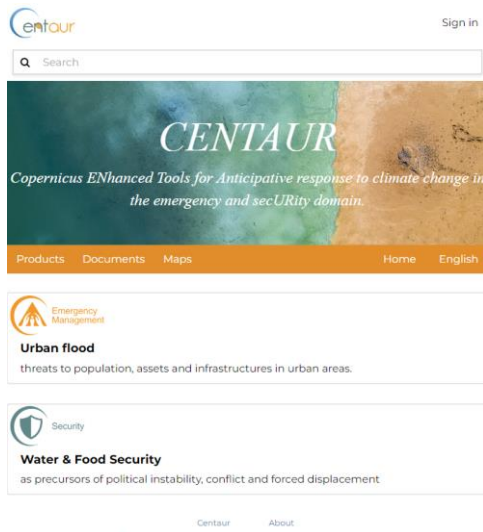 Centaur
Sign in
Search
CENTAUR
Copernicus ENhanced Tools for Anticipative response to climate change in
the emergency and secURity domain.
Products Documents Maps Home English
Emergency
Management
Urban flood
threats to population, assets and infrastructures in urban areas.
Security
Water & Food Security
as precursors of political instability, conflict and forced displacement
Centaur About